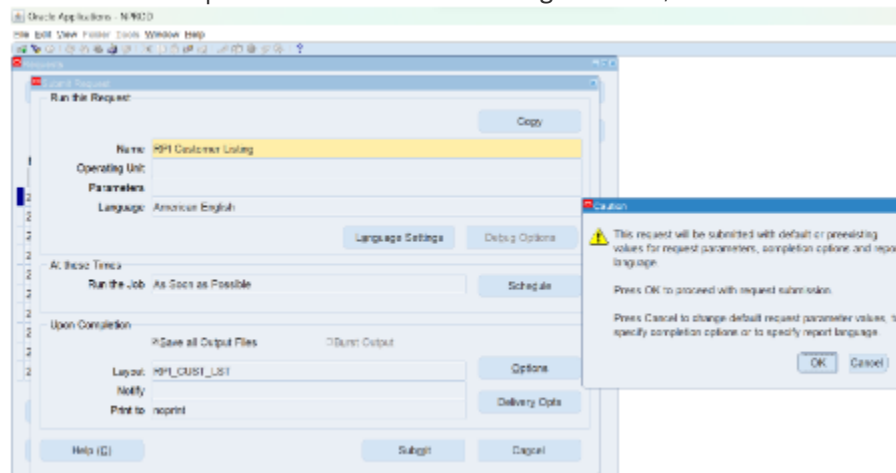 Oracle Applications - NPROD
File Edit View Folder Tools Window Help
Requests
Submit Request
Run this Request
Copy
Name RPI Customer Listing
Operating Unit
Parameters
Language American English
Language Settings
Debug Options
At these Times
Run the Job As Soon as Possible
Schedule
Upon Completion
Save all Output Files
Burst Output
Layout RPI_CUST_LST
Options
Notify
Print to noprint
Delivery Opts
Help (C)
Submit
Cancel
Caution
This request will be submitted with default or preexisting
values for request parameters, completion options and repo
language.
Press OK to proceed with request submission.
Press Cancel to change default request parameter values, t
specify completion options or to specify report language.
OK
Cancel